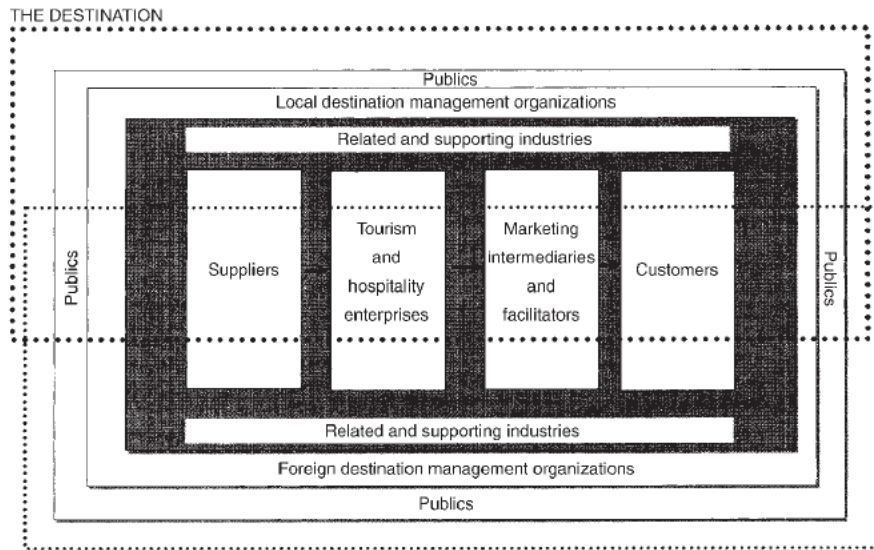 THE DESTINATION
Publics
Local destination management organizations
Related and supporting industries
Publics
Suppliers
Tourism
and
hospitality
enterprises
Marketing
intermediaries
and
facilitators
Customers
Publics
Related and supporting industries
Foreign destination management organizations
Publics